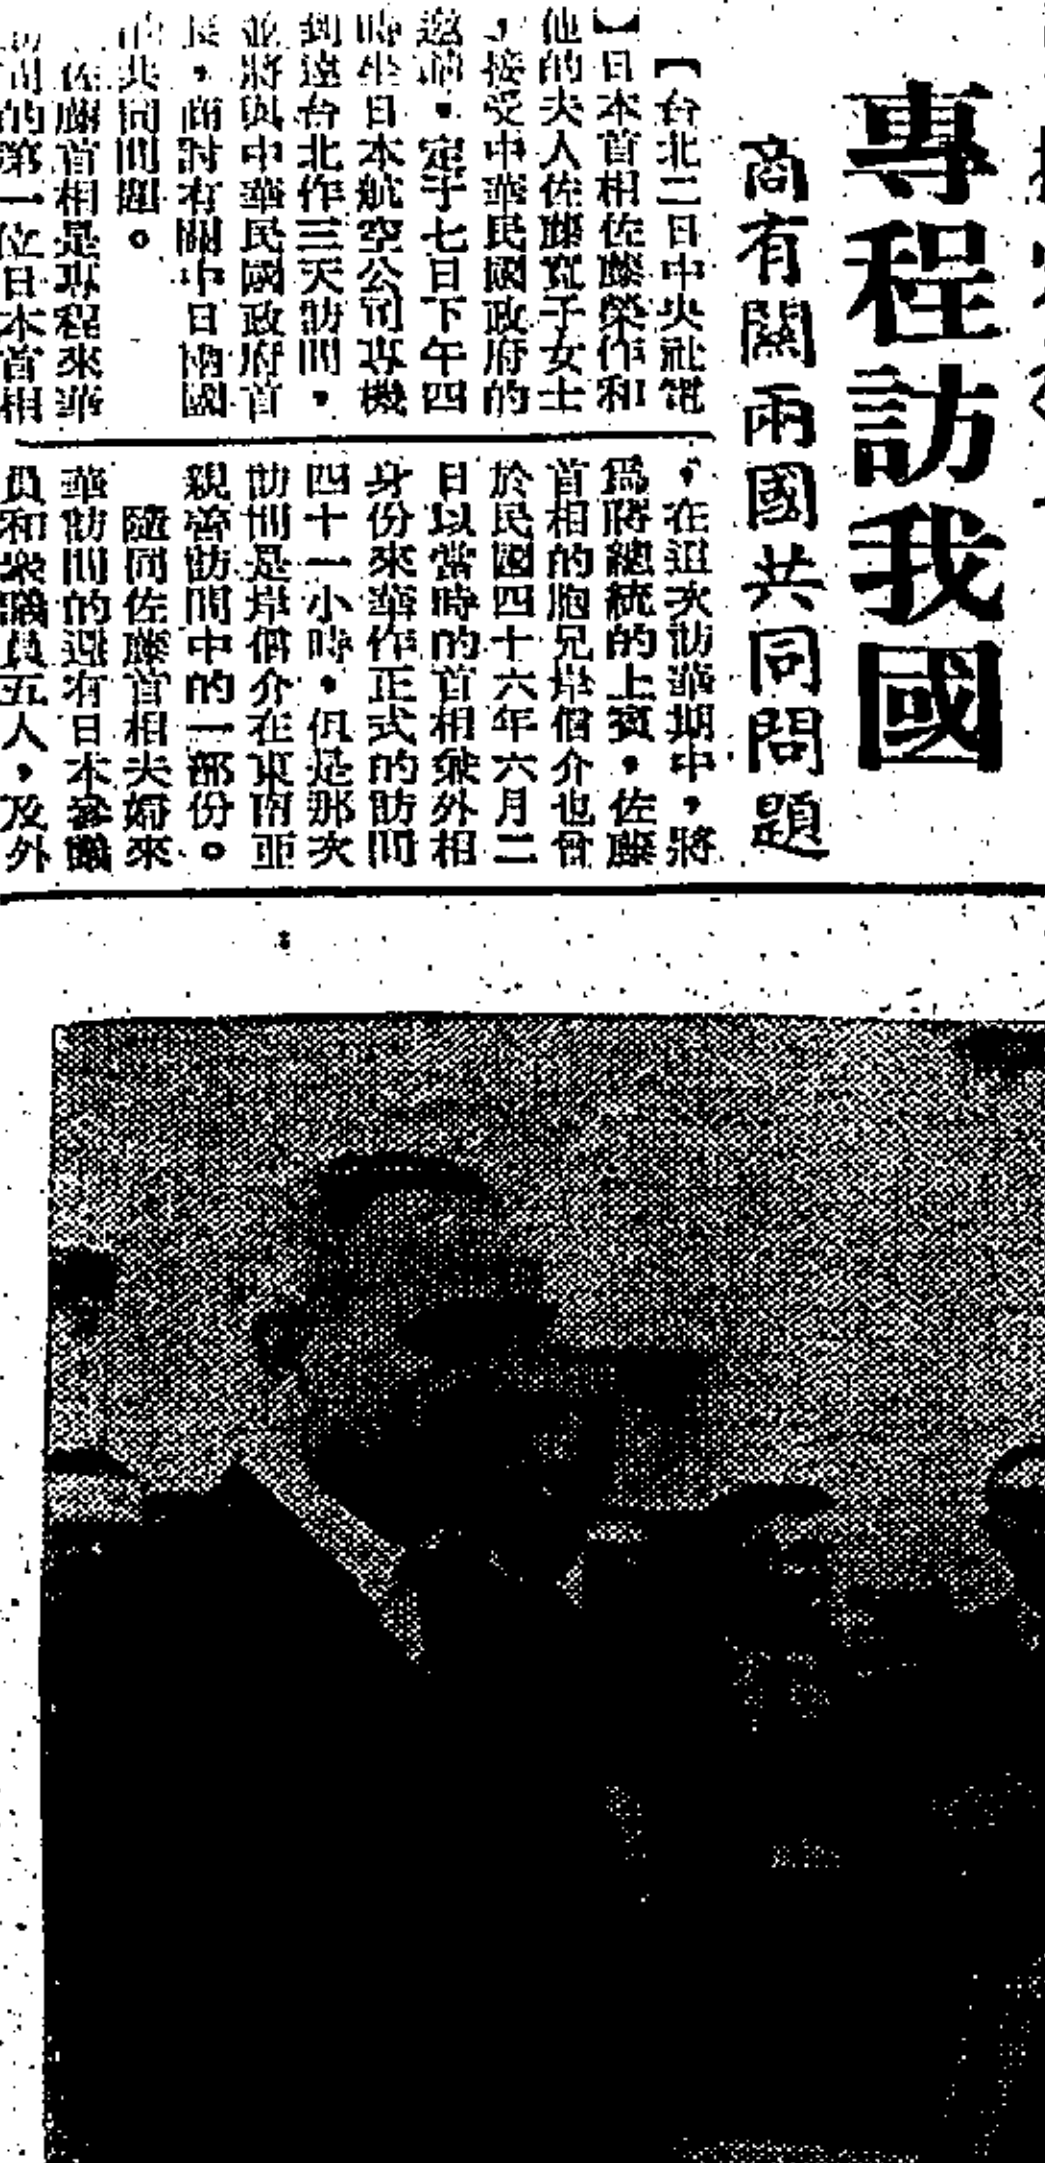 專程訪我國
商有關兩國共同問題
【台北二日中央社電
】日本首相佐藤榮作和
他的夫人佐藤寬子女士
，接受中華民國政府的
邀請，定于七日下午四
時坐日本航空公司專機
到達台北作三天訪問，
並將與中華民國政府首
長，商討有關中日兩國
的共同問題。
佐藤首相是專程來華
訪問的第一位日本首相
，在這次訪華期中，將
爲蔣總統的上賓，佐藤
首相的胞兄岸信介也曾
於民國四十六年六月二
日以當時的首相兼外相
身份來華作正式的訪問
四十一小時，但是那次
訪問是岸信介在東南亞
親善訪問中的一部份。
隨同佐藤首相夫婦來
華訪問的還有日本參議
員和衆議員五人，及外